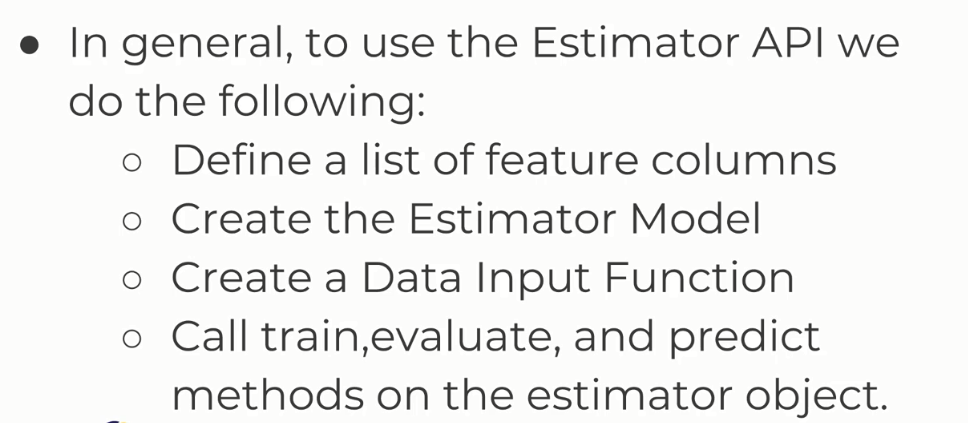 ● In general, to use the Estimator API we
do the following:
○ Define a list of feature columns
○ Create the Estimator Model
○ Create a Data Input Function
○ Call train,evaluate, and predict
methods on the estimator object.